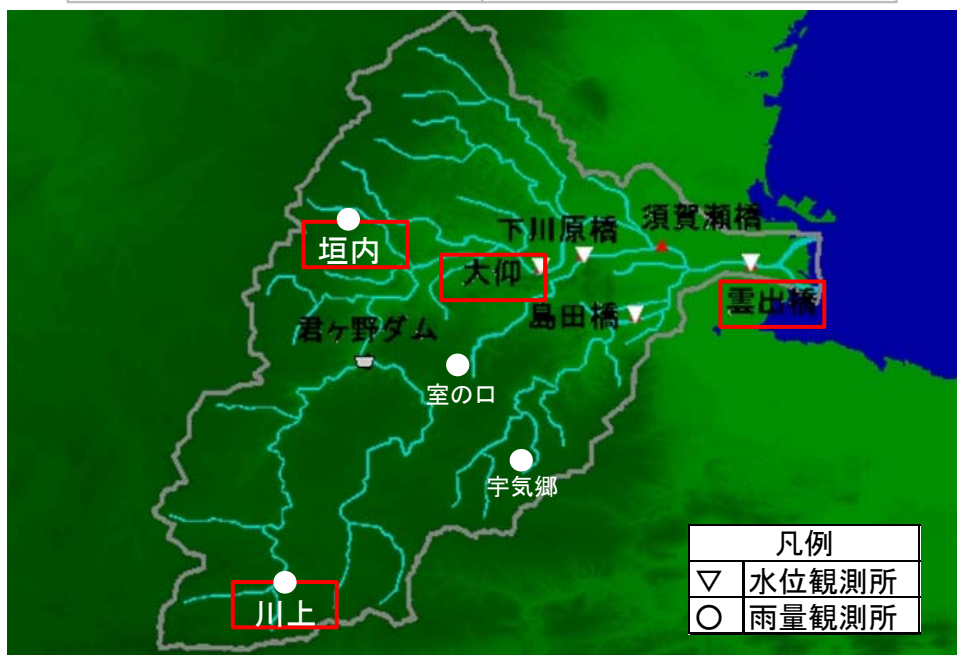 須賀瀬橋
下川原橋
垣内
大仰
雲出橋
島田橋
君ヶ野ダム
室の口
宇気郷
川上
凡例
▽ 水位観測所
○ 雨量観測所